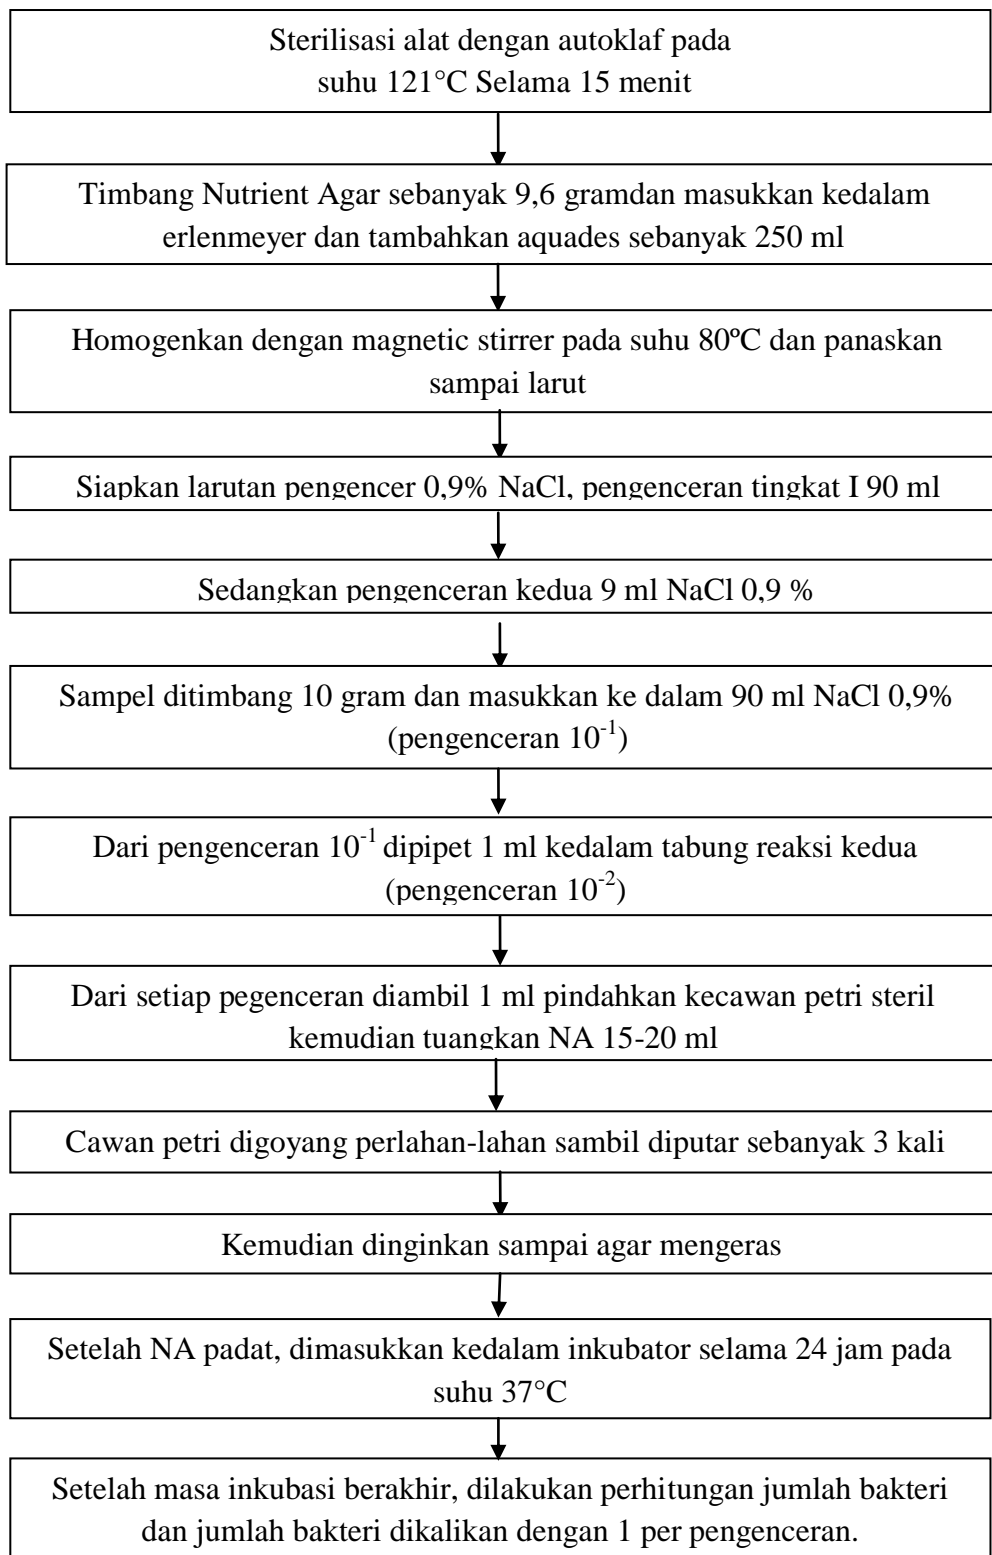 Sterilisasi alat dengan autoklaf pada
suhu 121°C Selama 15 menit
Timbang Nutrient Agar sebanyak 9,6 gramdan masukkan kedalam
erlenmeyer dan tambahkan aquades sebanyak 250 ml
Homogenkan dengan magnetic stirrer pada suhu 80ºC dan panaskan
sampai larut
Siapkan larutan pengencer 0,9% NaCl, pengenceran tingkat I 90 ml
Sedangkan pengenceran kedua 9 ml NaCl 0,9 %
Sampel ditimbang 10 gram dan masukkan ke dalam 90 ml NaCl 0,9%
(pengenceran 10⁻¹)
Dari pengenceran 10⁻¹ dipipet 1 ml kedalam tabung reaksi kedua
(pengenceran 10⁻²)
Dari setiap pegenceran diambil 1 ml pindahkan kecawan petri steril
kemudian tuangkan NA 15-20 ml
Cawan petri digoyang perlahan-lahan sambil diputar sebanyak 3 kali
Kemudian dinginkan sampai agar mengeras
Setelah NA padat, dimasukkan kedalam inkubator selama 24 jam pada
suhu 37°C
Setelah masa inkubasi berakhir, dilakukan perhitungan jumlah bakteri
dan jumlah bakteri dikalikan dengan 1 per pengenceran.